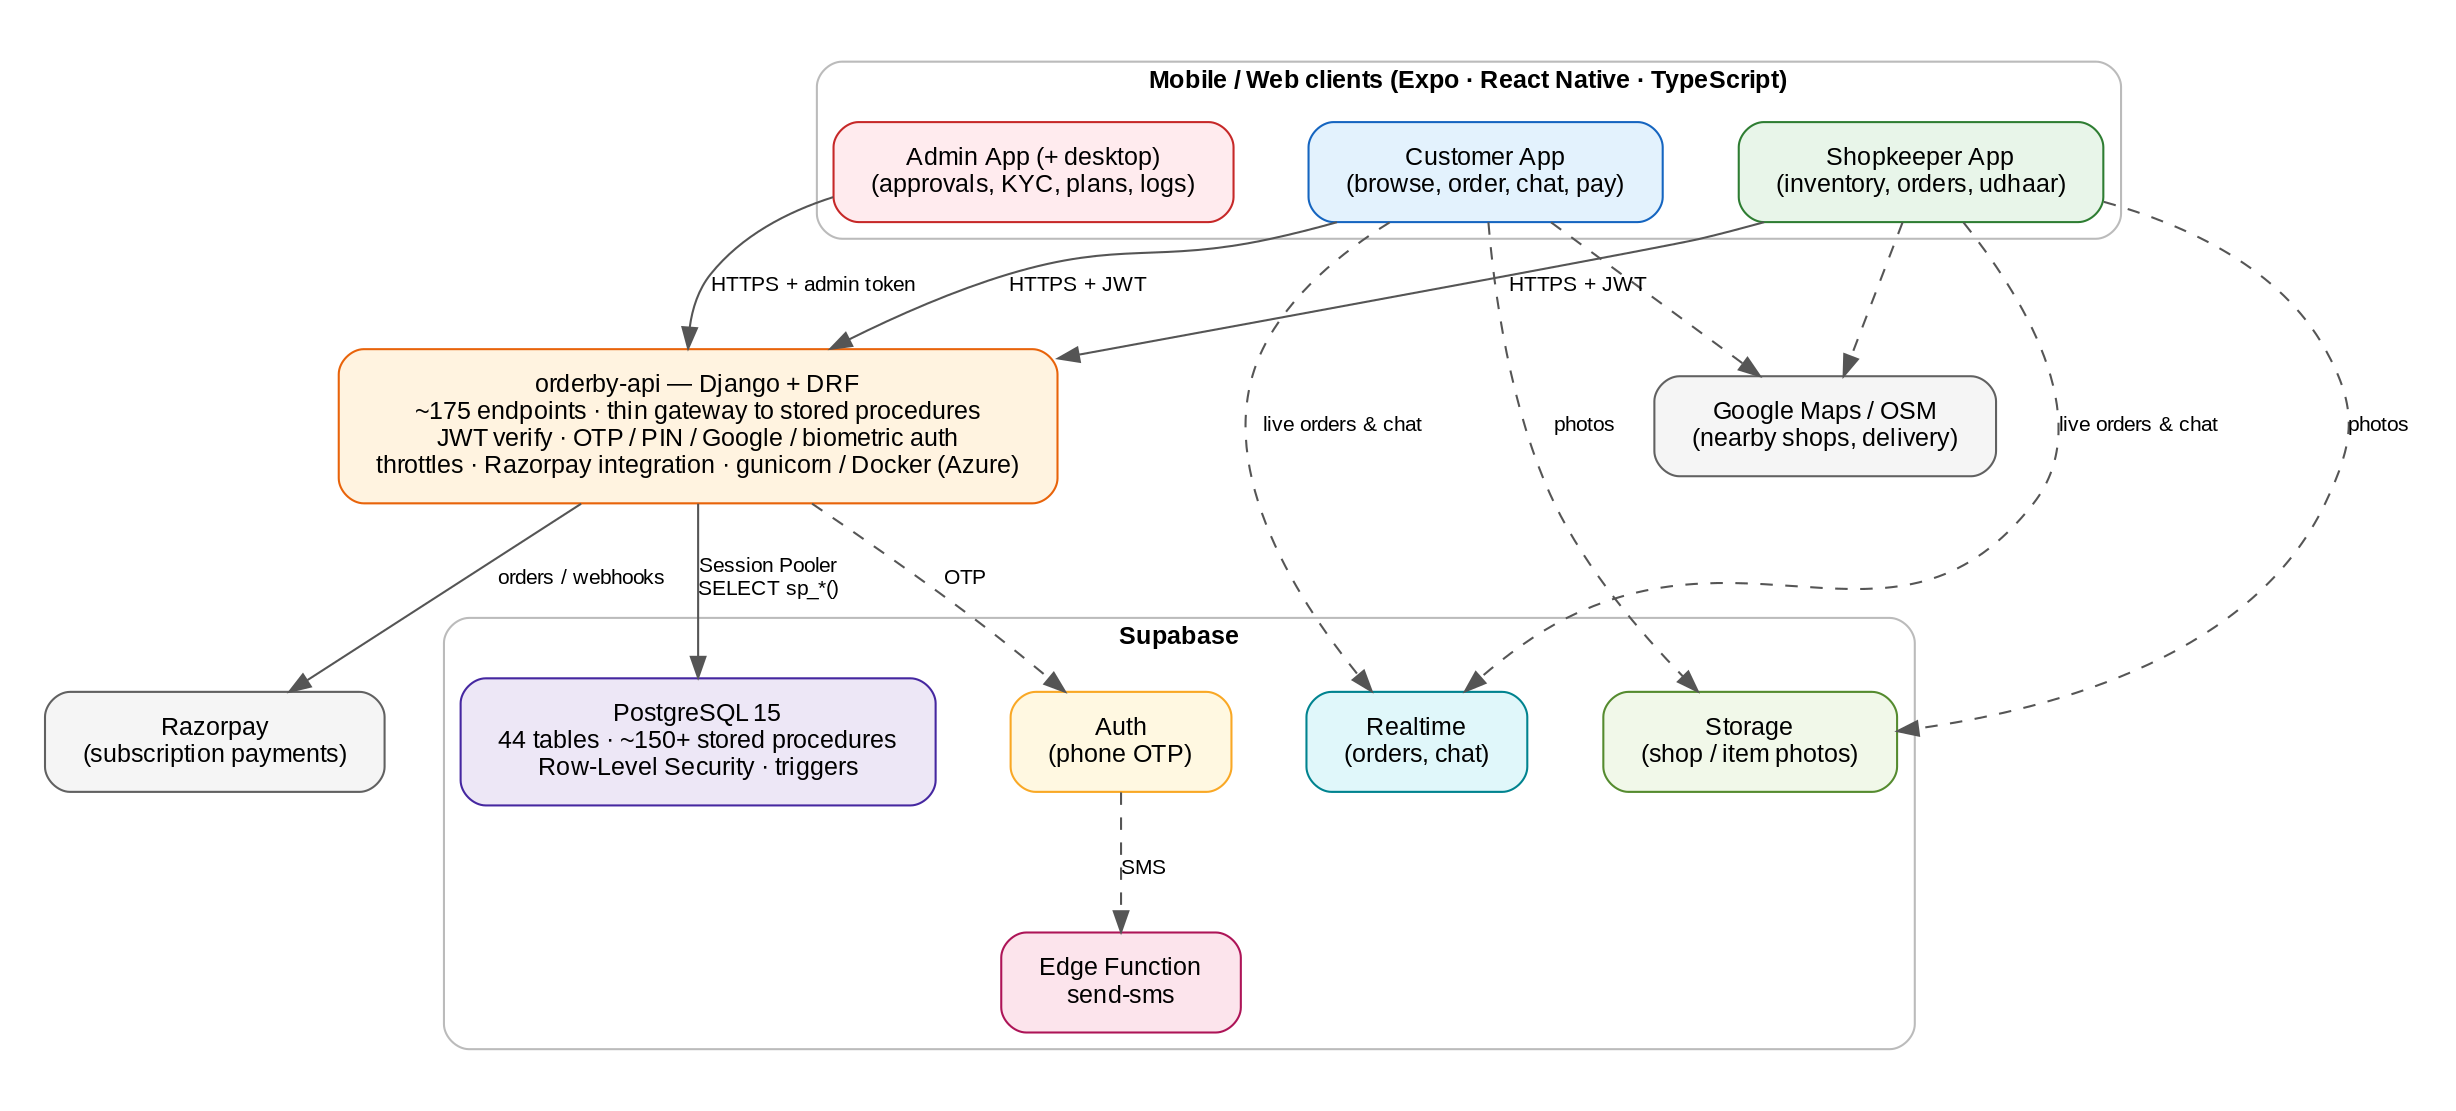 Mobile / Web clients (Expo · React Native · TypeScript)
Admin App (+ desktop)
(approvals, KYC, plans, logs)
Customer App
(browse, order, chat, pay)
Shopkeeper App
(inventory, orders, udhaar)
HTTPS + admin token
HTTPS + JWT
HTTPS + JWT
orderby-api — Django + DRF
~175 endpoints · thin gateway to stored procedures
JWT verify · OTP / PIN / Google / biometric auth
throttles · Razorpay integration · gunicorn / Docker (Azure)
live orders & chat
photos
Google Maps / OSM
(nearby shops, delivery)
live orders & chat
photos
orders / webhooks
Session Pooler
SELECT sp_*()
OTP
Supabase
Razorpay
(subscription payments)
PostgreSQL 15
44 tables · ~150+ stored procedures
Row-Level Security · triggers
Auth
(phone OTP)
Realtime
(orders, chat)
Storage
(shop / item photos)
SMS
Edge Function
send-sms